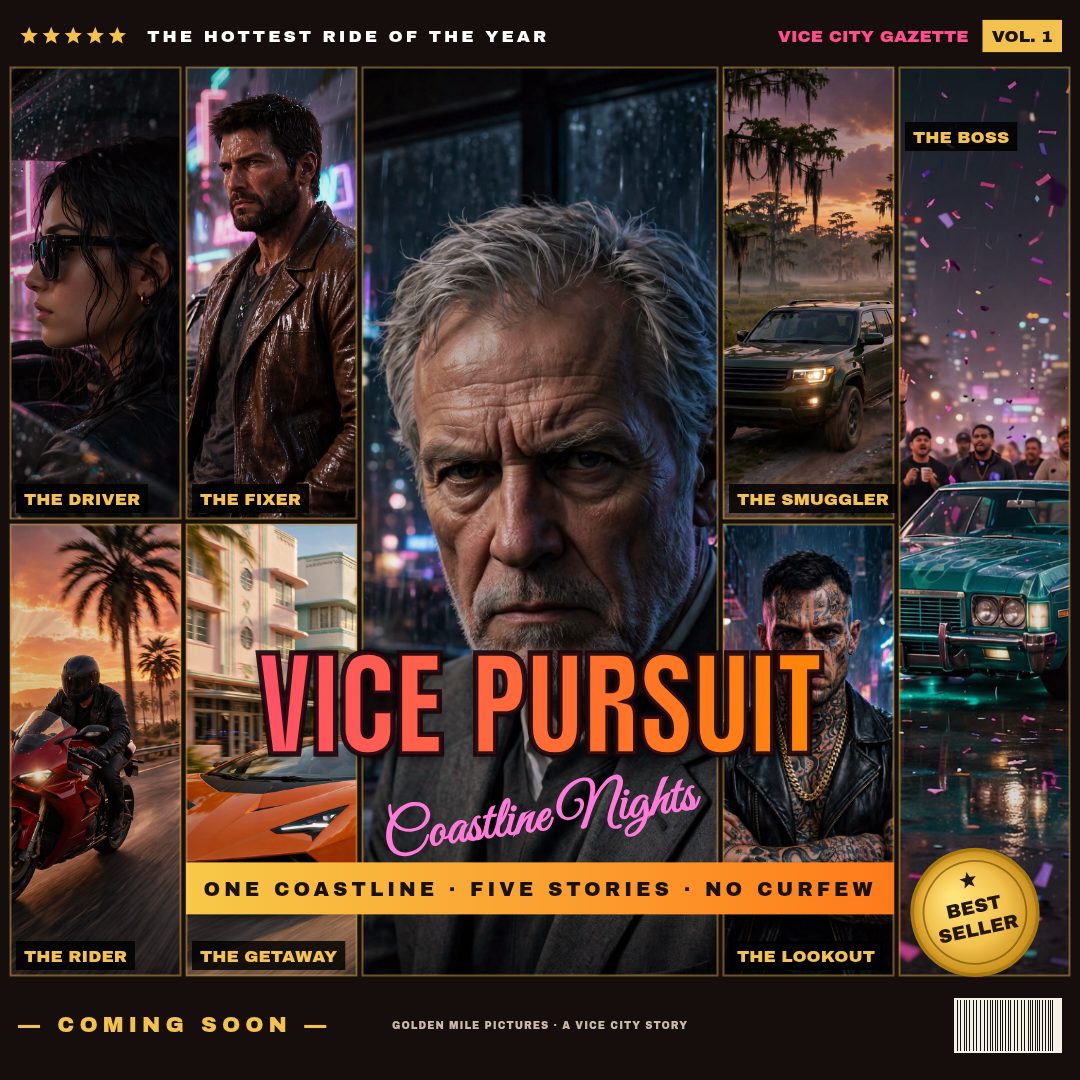 ★★★★★ THE HOTTEST RIDE OF THE YEAR
VICE CITY GAZETTE VOL. 1
THE BOSS
THE DRIVER
THE FIXER
THE SMUGGLER
VICE PURSUIT
Coastline Nights
ONE COASTLINE · FIVE STORIES · NO CURFEW
★
BEST
SELLER
THE RIDER
THE GETAWAY
THE LOOKOUT
— COMING SOON —
GOLDEN MILE PICTURES · A VICE CITY STORY